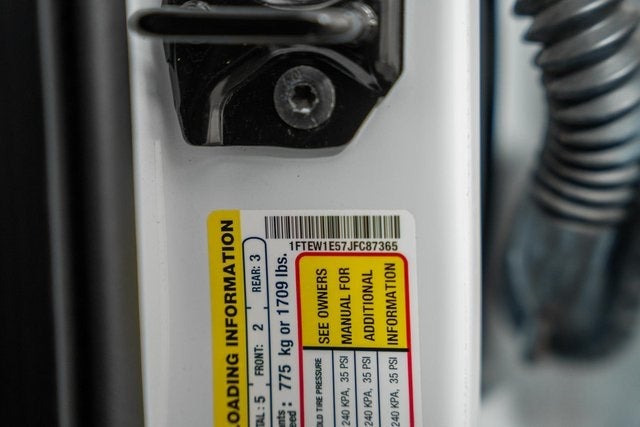 1FTEW1E57JFC87365
LOADING INFORMATION
TOTAL : 5 FRONT: 2 REAR: 3
775 kg or 1709 lbs.
SEE OWNERS
MANUAL FOR
ADDITIONAL
INFORMATION
COLD TIRE PRESSURE
240 KPA, 35 PSI
240 KPA, 35 PSI
240 KPA, 35 PSI